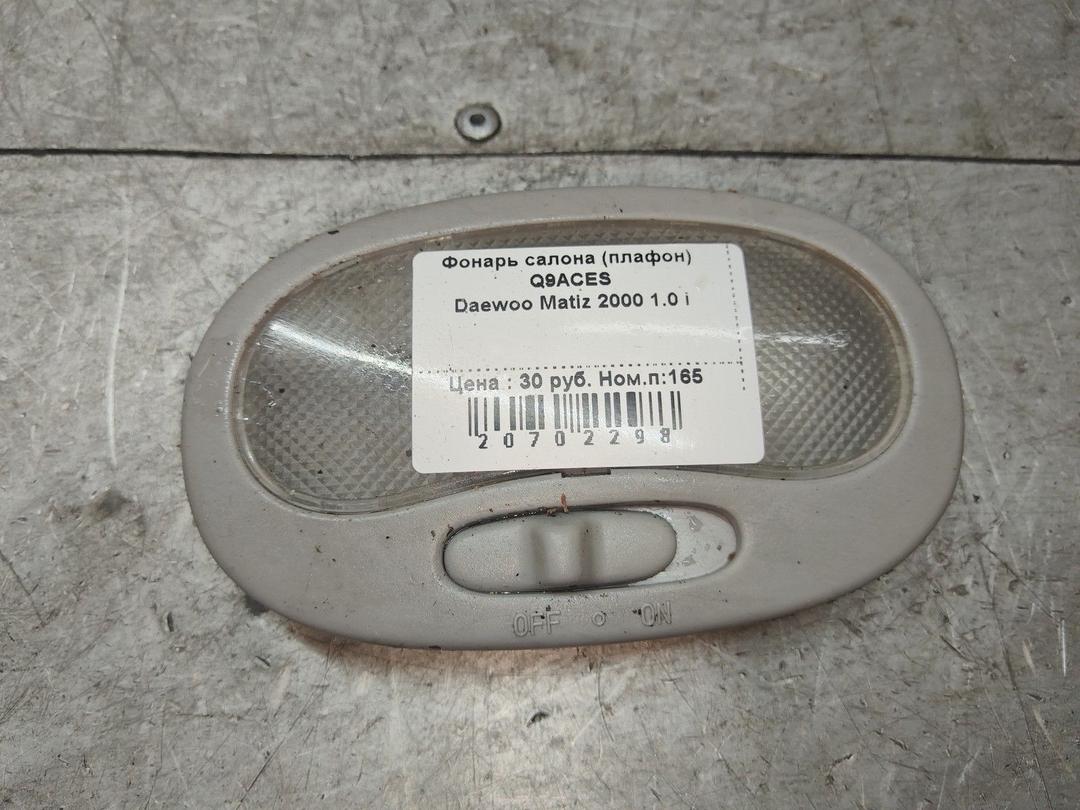 Фонарь салона (плафон)
Q9ACES
Daewoo Matiz 2000 1.0 i
Цена : 30 руб. Ном.п:165
20702298
OFF o ON